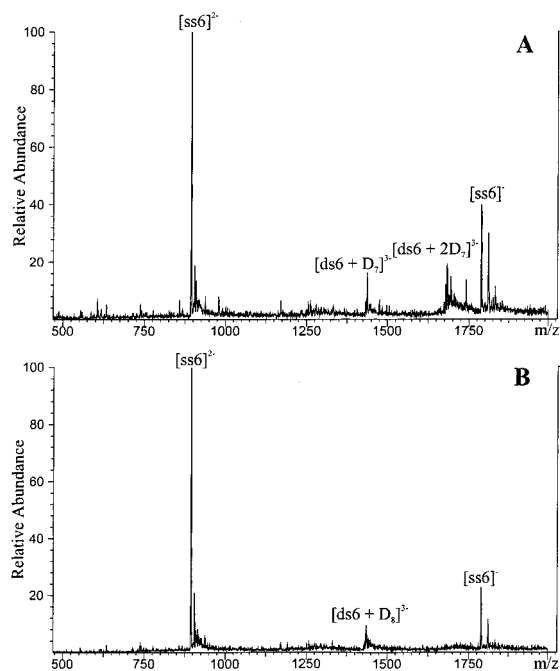 [ss6]²⁻
A
100
80
60
40
20
Relative Abundance
[ds6 + D₇]³⁻
[ds6 + 2D₇]³⁻
[ss6]⁻
500 750 1000 1250 1500 1750 m/z
[ss6]²⁻
B
100
80
60
40
20
Relative Abundance
[ds6 + D₈]³⁻
[ss6]⁻
500 750 1000 1250 1500 1750 m/z